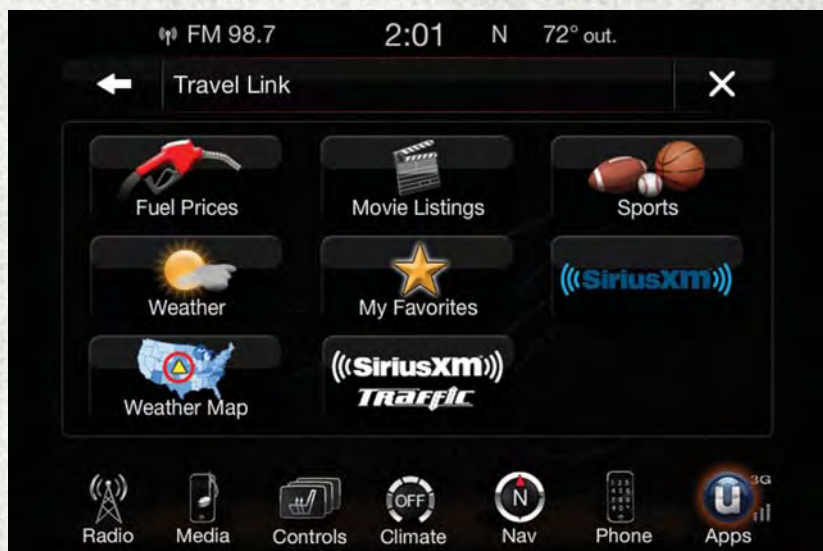 FM 98.7 2:01 N 72° out.
Travel Link
Fuel Prices Movie Listings Sports
Weather My Favorites ((SiriusXM))
Weather Map ((SiriusXM))
TRAFFIC
OFF N U 3G
Radio Media Controls Climate Nav Phone Apps